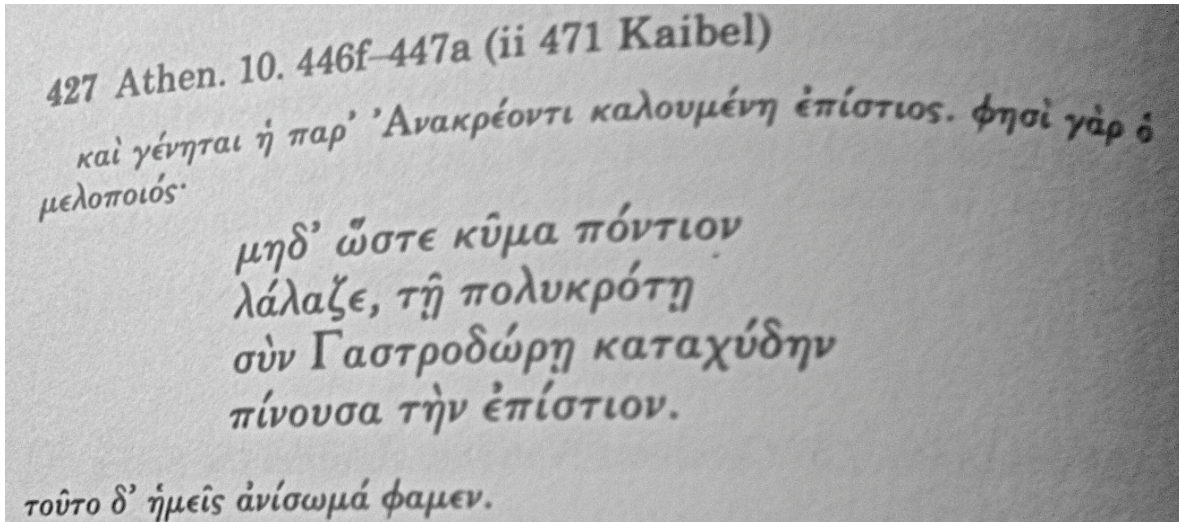 427 Athen. 10. 446f–447a (ii 471 Kaibel)
καὶ γένηται ἡ παρ’ Ἀνακρέοντι καλουμένη ἐπίστιος. φησὶ γὰρ ὁ
μελοποιός·
μηδ’ ὥστε κῦμα πόντιον
λάλαζε, τῇ πολυκρότῃ
σὺν Γαστροδώρῃ καταχύδην
πίνουσα τὴν ἐπίστιον.
τοῦτο δ’ ἡμεῖς ἀνίσωμά φαμεν.